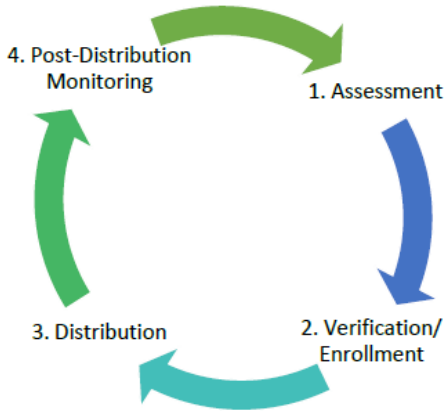 4. Post-Distribution
Monitoring
1. Assessment
2. Verification/
Enrollment
3. Distribution